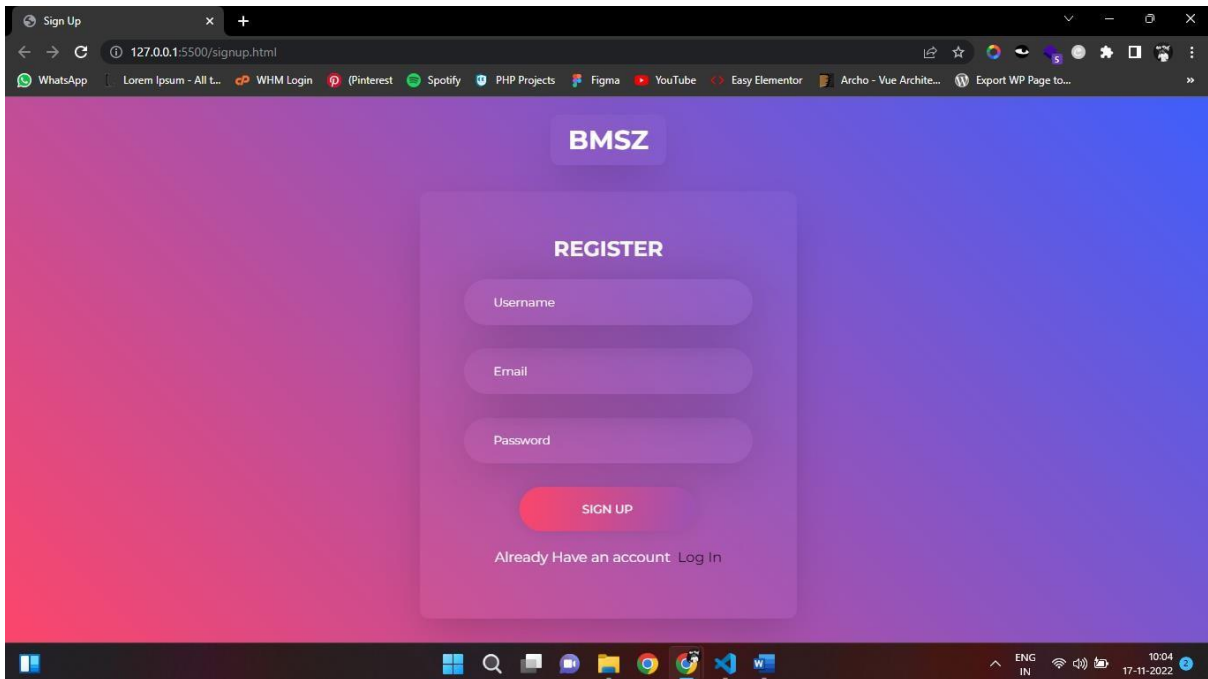 Sign Up
127.0.0.1:5500/signup.html
WhatsApp Lorem Ipsum - All t... WHM Login (Pinterest Spotify PHP Projects Figma YouTube Easy Elementor Archo - Vue Archite... Export WP Page to... »
BMSZ
REGISTER
Username
Email
Password
SIGN UP
Already Have an account Log In
ENG
IN
10:04
17-11-2022
2